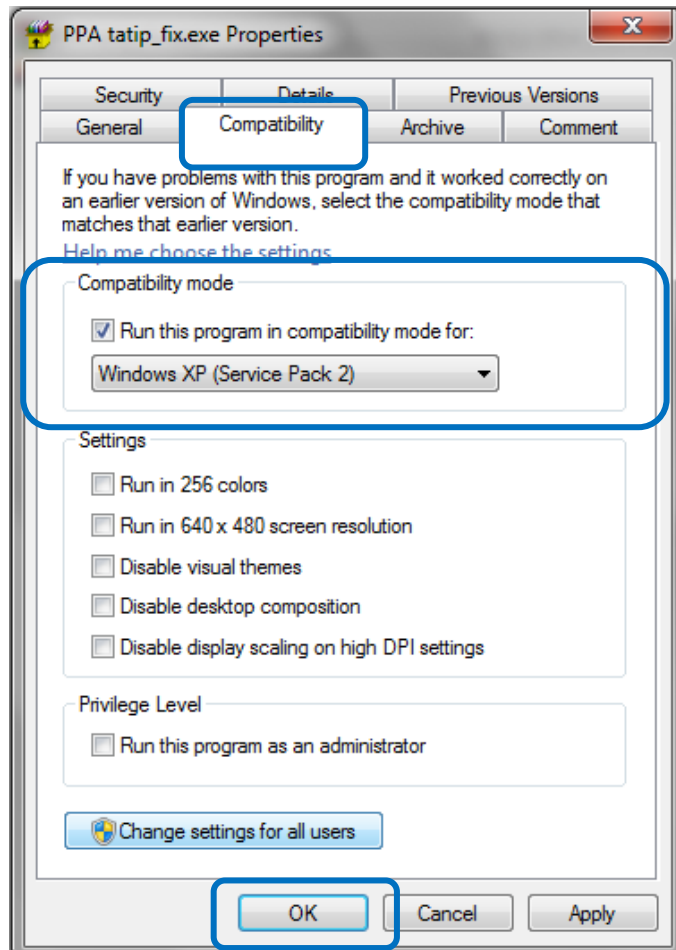 PPA tatip_fix.exe Properties
Security Details Previous Versions
General Compatibility Archive Comment
If you have problems with this program and it worked correctly on
an earlier version of Windows, select the compatibility mode that
matches that earlier version.
Help me choose the settings
Compatibility mode
Run this program in compatibility mode for:
Windows XP (Service Pack 2)
Settings
Run in 256 colors
Run in 640 x 480 screen resolution
Disable visual themes
Disable desktop composition
Disable display scaling on high DPI settings
Privilege Level
Run this program as an administrator
Change settings for all users
OK Cancel Apply